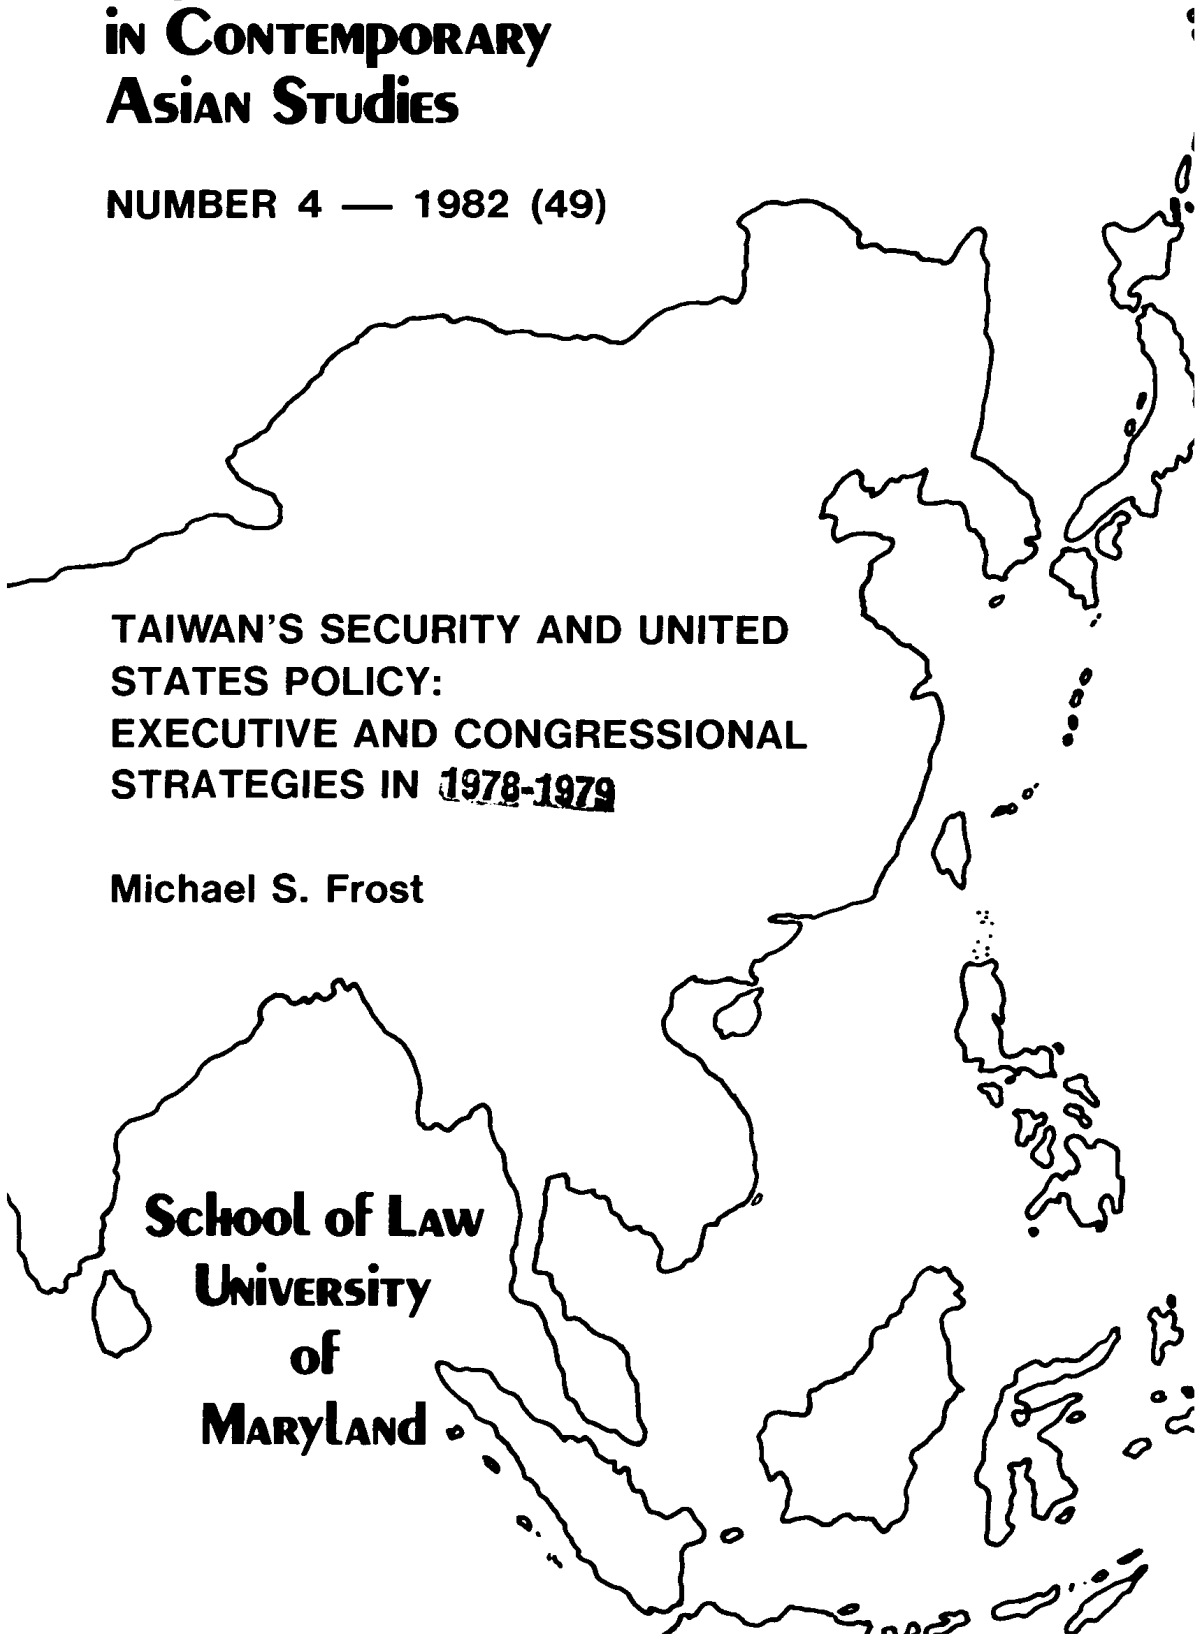 in Contemporary
Asian Studies
NUMBER 4 — 1982 (49)
TAIWAN'S SECURITY AND UNITED
STATES POLICY:
EXECUTIVE AND CONGRESSIONAL
STRATEGIES IN 1978-1979
Michael S. Frost
School of Law
University
of
Maryland